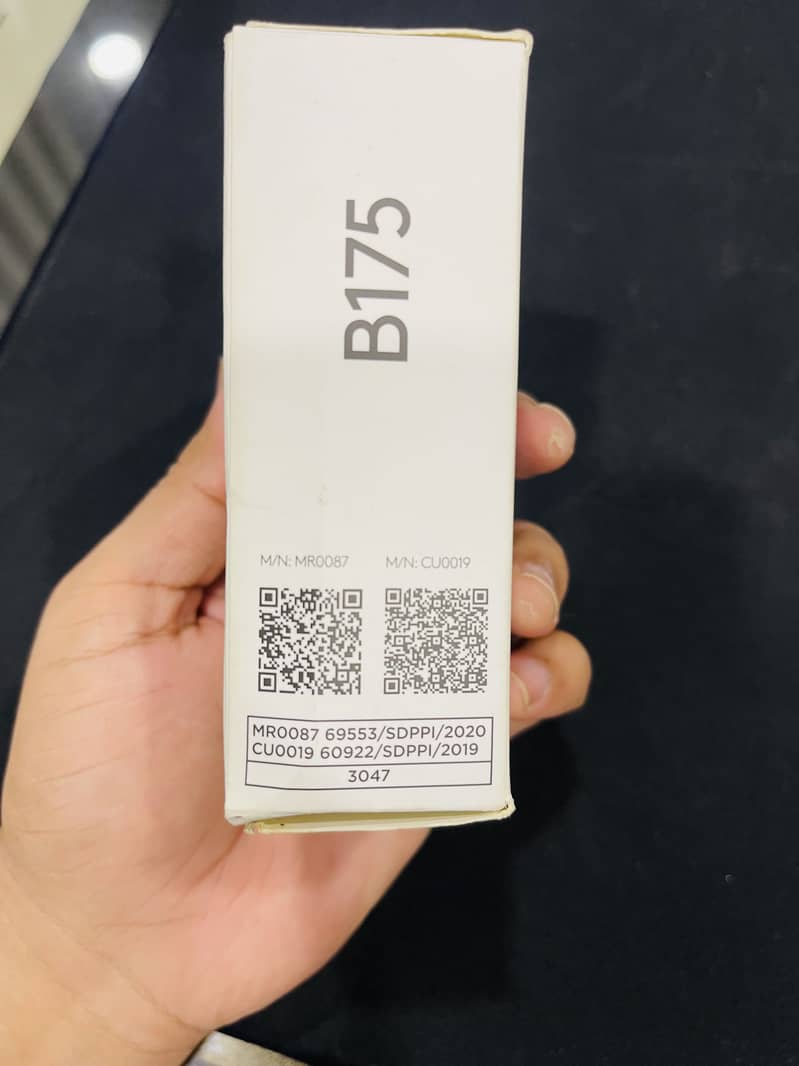 B175
M/N: MR0087
M/N: CU0019
MR0087 69553/SDPPI/2020
CU0019 60922/SDPPI/2019
3047